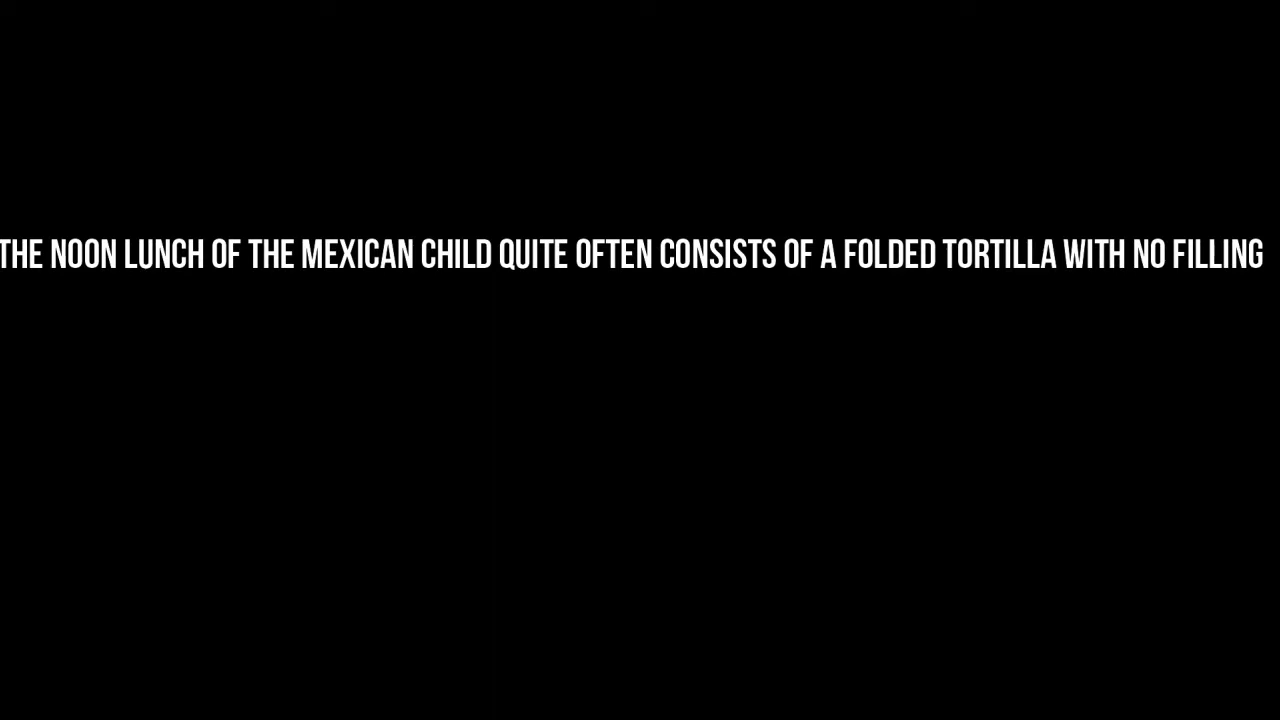 THE NOON LUNCH OF THE MEXICAN CHILD QUITE OFTEN CONSISTS OF A FOLDED TORTILLA WITH NO FILLING